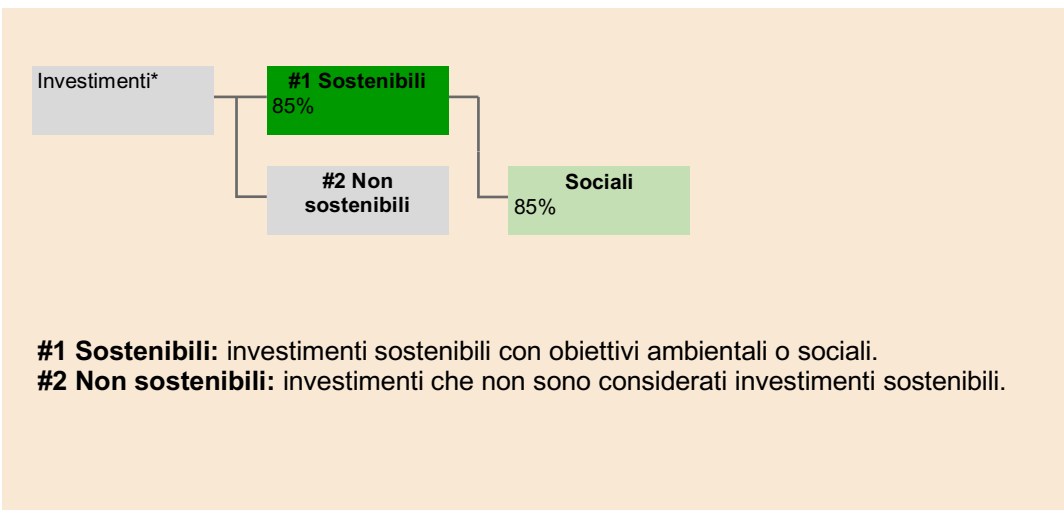 Investimenti*
#1 Sostenibili
85%
#2 Non
sostenibili
Sociali
85%
#1 Sostenibili: investimenti sostenibili con obiettivi ambientali o sociali.
#2 Non sostenibili: investimenti che non sono considerati investimenti sostenibili.